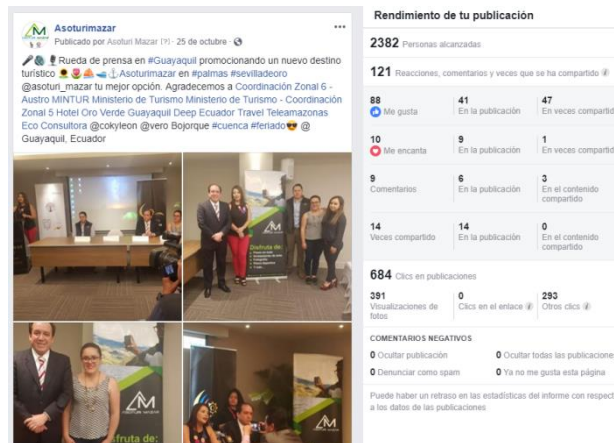 Asoturimazar
Publicado por Asoturi Mazar [?] · 25 de octubre ·
Rueda de prensa en #Guayaquil promocionando un nuevo destino
turístico Asoturimazar en #palmas #sevilladeoro
@asoturi_mazar tu mejor opción. Agradecemos a Coordinación Zonal 6 -
Austro MINTUR Ministerio de Turismo Ministerio de Turismo - Coordinación
Zonal 5 Hotel Oro Verde Guayaquil Deep Ecuador Travel Teleamazonas
Eco Consultora @cokyleon @vero Bojorque #cuenca #feriado @
Guayaquil, Ecuador
Disfruta de:
sfruta de:
Rendimiento de tu publicación
2382 Personas alcanzadas
121 Reacciones, comentarios y veces que se ha compartido
88 41 47
Me gusta En la publicación En veces compartid
10 9 1
Me encanta En la publicación En veces compartid
9 6 3
Comentarios En la publicación En el contenido
compartido
14 14 0
Veces compartido En la publicación En el contenido
compartido
684 Clics en publicaciones
391 0 293
Visualizaciones de Clics en el enlace Otros clics
fotos
COMENTARIOS NEGATIVOS
0 Ocultar publicación 0 Ocultar todas las publicacione
0 Denunciar como spam 0 Ya no me gusta esta página
Puede haber un retraso en las estadísticas del informe con respect
a los datos de las publicaciones